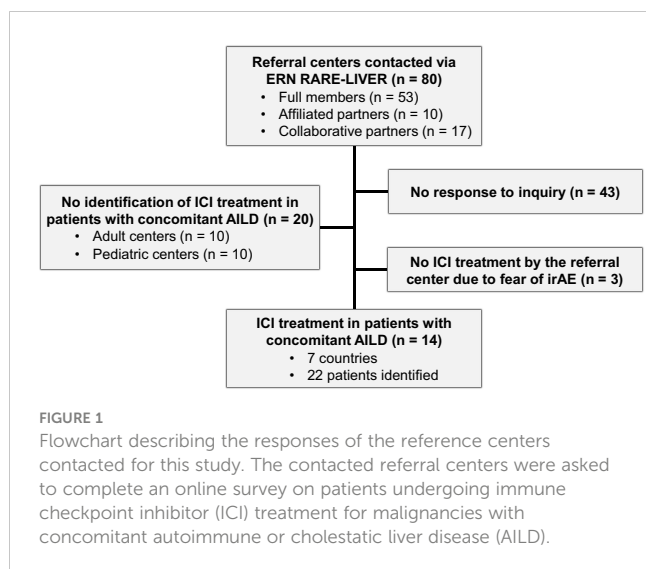 Referral centers contacted via
ERN RARE-LIVER (n = 80)
• Full members (n = 53)
• Affiliated partners (n = 10)
• Collaborative partners (n = 17)
No response to inquiry (n = 43)
No identification of ICI treatment in
patients with concomitant AILD (n = 20)
• Adult centers (n = 10)
• Pediatric centers (n = 10)
No ICI treatment by the referral
center due to fear of irAE (n = 3)
ICI treatment in patients with
concomitant AILD (n = 14)
• 7 countries
• 22 patients identified
FIGURE 1
Flowchart describing the responses of the reference centers
contacted for this study. The contacted referral centers were asked
to complete an online survey on patients undergoing immune
checkpoint inhibitor (ICI) treatment for malignancies with
concomitant autoimmune or cholestatic liver disease (AILD).